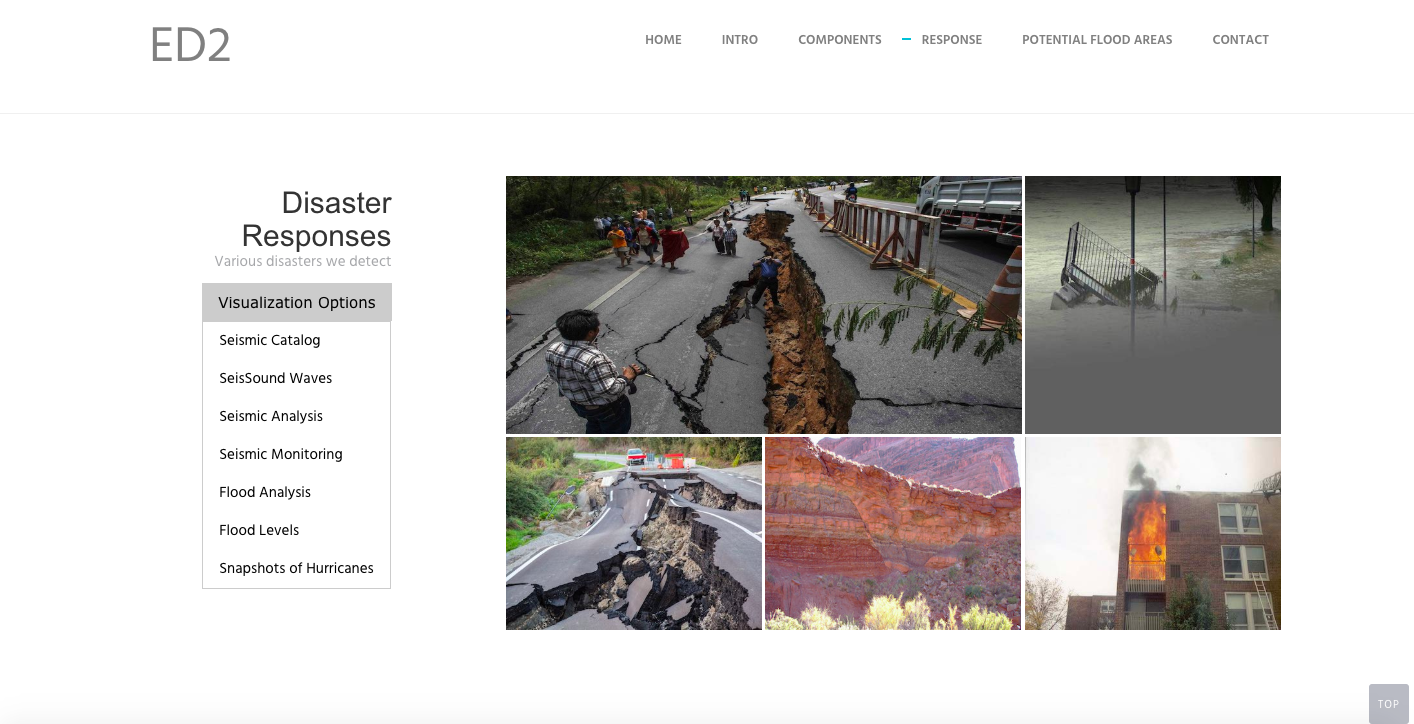 ED2
HOME INTRO COMPONENTS RESPONSE POTENTIAL FLOOD AREAS CONTACT
Disaster
Responses
Various disasters we detect
Visualization Options
Seismic Catalog
SeisSound Waves
Seismic Analysis
Seismic Monitoring
Flood Analysis
Flood Levels
Snapshots of Hurricanes
TOP